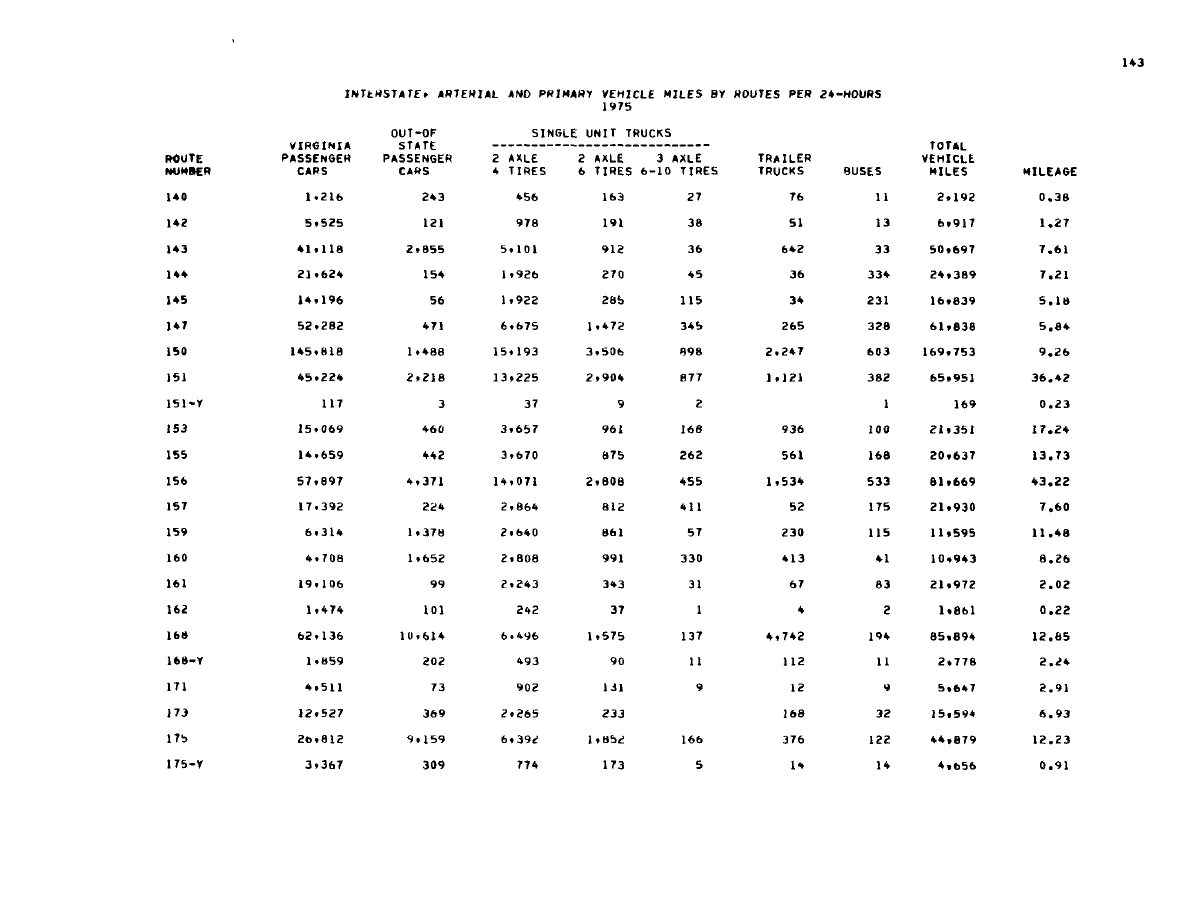 143
INTERSTATE, ARTERIAL AND PRIMARY VEHICLE MILES BY ROUTES PER 24-HOURS
1975
OUT-OF SINGLE UNIT TRUCKS
VIRGINIA STATE ---------------------------- TOTAL
ROUTE PASSENGER PASSENGER 2 AXLE 2 AXLE 3 AXLE TRAILER VEHICLE
NUMBER CARS CARS 4 TIRES 6 TIRES 6-10 TIRES TRUCKS BUSES MILES MILEAGE
140 1,216 243 456 163 27 76 11 2,192 0.38
142 5,525 121 978 191 38 51 13 6,917 1.27
143 41,118 2,855 5,101 912 36 642 33 50,697 7.61
144 21,624 154 1,926 270 45 36 334 24,389 7.21
145 14,196 56 1,922 285 115 34 231 16,839 5.18
147 52,282 471 6,675 1,472 345 265 328 61,838 5.84
150 145,818 1,488 15,193 3,506 898 2,247 603 169,753 9.26
151 45,224 2,218 13,225 2,904 877 1,121 382 65,951 36.42
151-Y 117 3 37 9 2 1 169 0.23
153 15,069 460 3,657 961 168 936 100 21,351 17.24
155 14,659 442 3,670 875 262 561 168 20,637 13.73
156 57,897 4,371 14,071 2,808 455 1,534 533 81,669 43.22
157 17,392 224 2,864 812 411 52 175 21,930 7.60
159 6,314 1,378 2,640 861 57 230 115 11,595 11.48
160 4,708 1,652 2,808 991 330 413 41 10,943 8.26
161 19,106 99 2,243 343 31 67 83 21,972 2.02
162 1,474 101 242 37 1 4 2 1,861 0.22
168 62,136 10,614 6,496 1,575 137 4,742 194 85,894 12.85
168-Y 1,859 202 493 90 11 112 11 2,778 2.24
171 4,511 73 902 131 9 12 9 5,647 2.91
173 12,527 369 2,265 233 168 32 15,594 6.93
175 26,812 9,159 6,392 1,852 166 376 122 44,879 12.23
175-Y 3,367 309 774 173 5 14 14 4,656 0.91